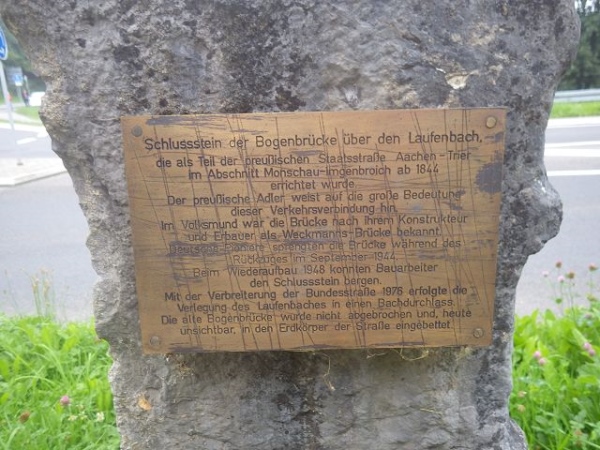 Schlussstein der Bogenbrücke über den Laufenbach,
die als Teil der preußischen Staatsstraße Aachen-Trier
im Abschnitt Monschau-Imgenbroich ab 1844
errichtet wurde.
Der preußische Adler weist auf die große Bedeutung
dieser Verkehrsverbindung hin.
Im Volksmund war die Brücke nach ihrem Konstrukteur
und Erbauer als Weckmanns-Brücke bekannt.
Deutsche Pioniere sprengten die Brücke während des
Rückzuges im September 1944.
Beim Wiederaufbau 1948 konnten Bauarbeiter
den Schlussstein bergen.
Mit der Verbreiterung der Bundesstraße 1976 erfolgte die
Verlegung des Laufenbaches in einen Bachdurchlass.
Die alte Bogenbrücke wurde nicht abgebrochen und, heute
unsichtbar, in den Erdkörper der Straße eingebettet.